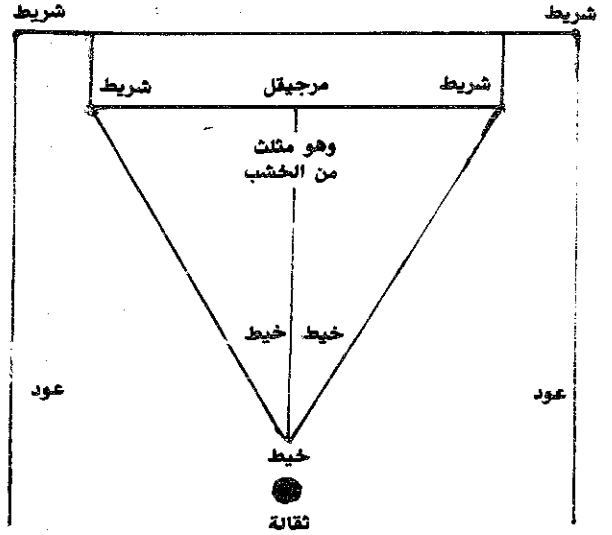 شريط
شريط
شريط
مرجيقل
شريط
وهو مثلث
من الخشب
خيط
خيط
عود
عود
خيط
ثقالة